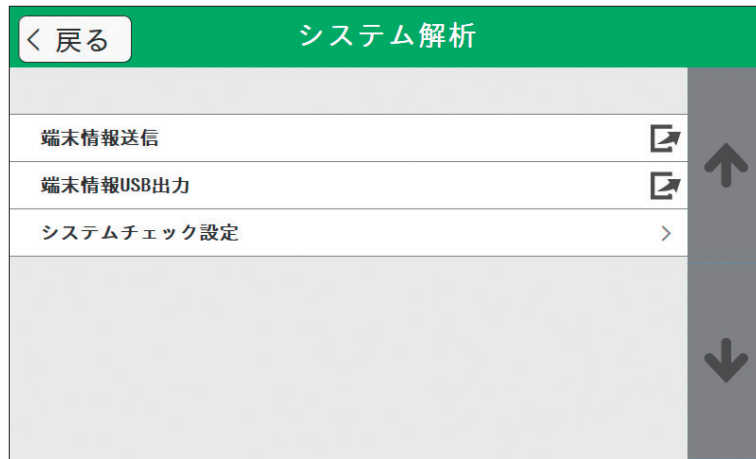 戻る
システム解析
端末情報送信
端末情報USB出力
システムチェック設定